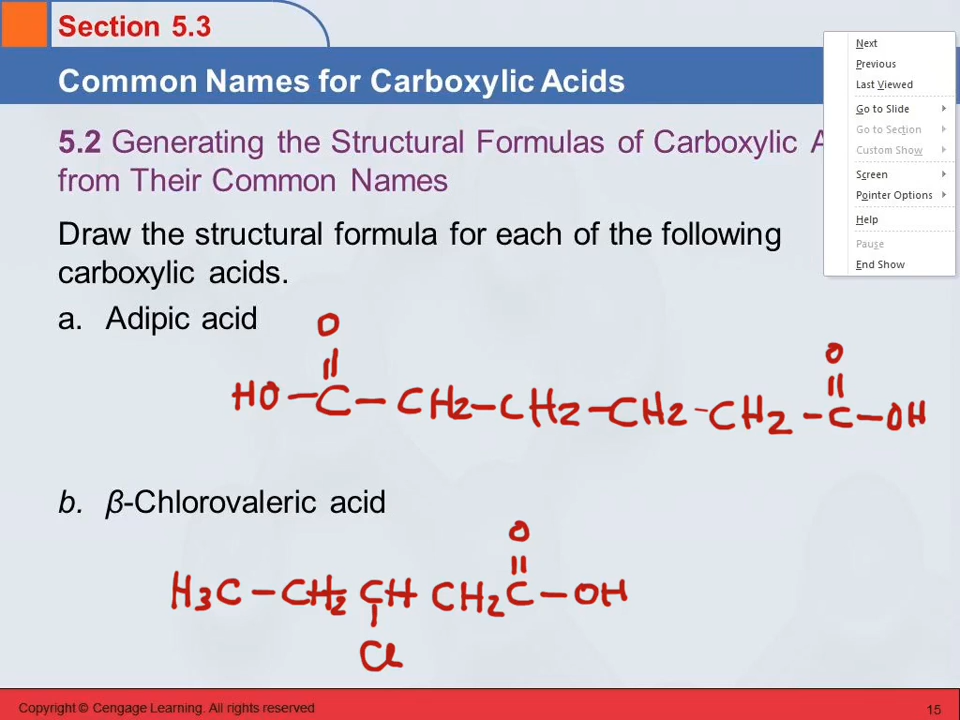 Section 5.3
Common Names for Carboxylic Acids
5.2 Generating the Structural Formulas of Carboxylic A
from Their Common Names
Draw the structural formula for each of the following
carboxylic acids.
a. Adipic acid
O
O
HO – C – CH2 – CH2 – CH2 – CH2 – C – OH
b. β-Chlorovaleric acid
O
H3C – CH2 CH CH2 C – OH
Cl
Next
Previous
Last Viewed
Go to Slide
Go to Section
Custom Show
Screen
Pointer Options
Help
Pause
End Show
Copyright © Cengage Learning. All rights reserved
15